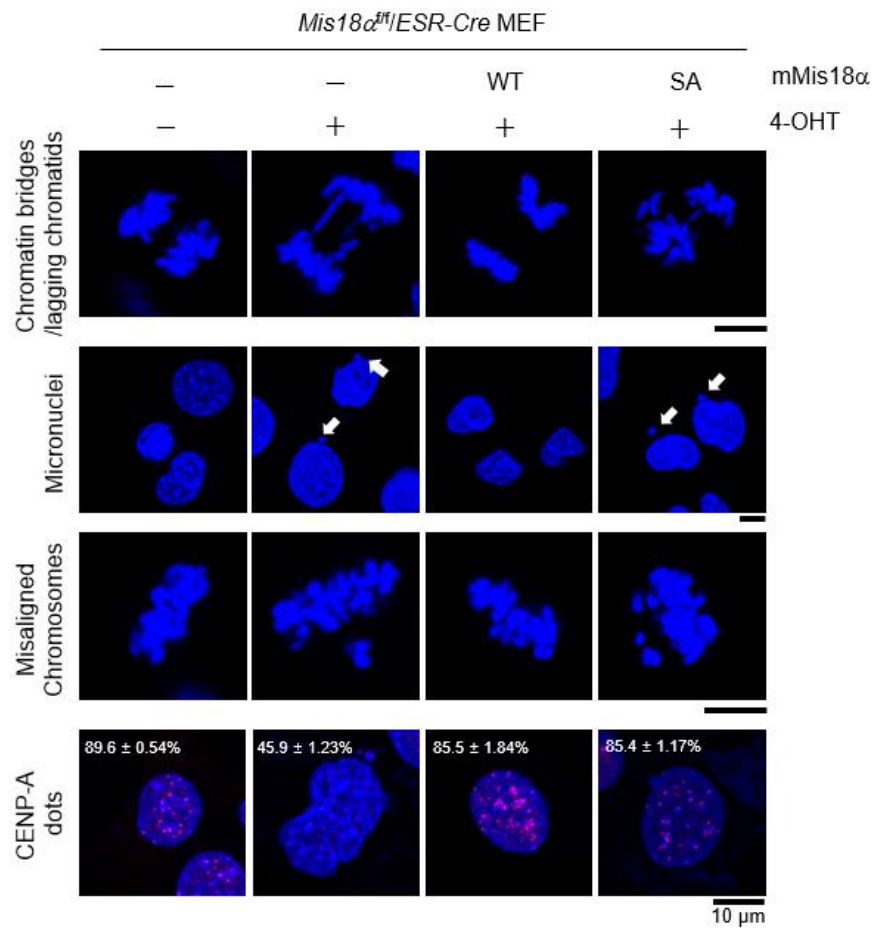 Mis18α^f/f/ESR-Cre MEF
− − WT SA mMis18α
− + + + 4-OHT
Chromatin bridges
/lagging chromatids
Micronuclei
Misaligned
Chromosomes
CENP-A
dots
89.6 ± 0.54% 45.9 ± 1.23% 85.5 ± 1.84% 85.4 ± 1.17%
10 µm